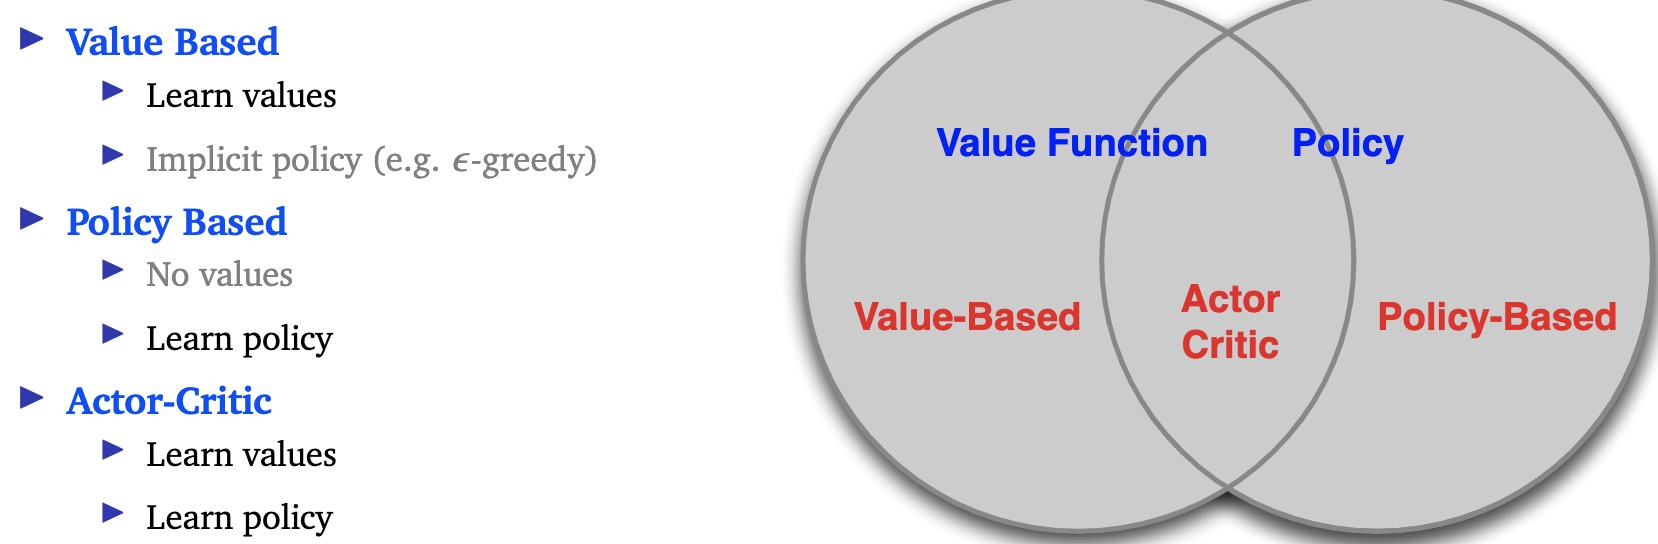 Value Based
Learn values
Implicit policy (e.g. ϵ-greedy)
Policy Based
No values
Learn policy
Actor-Critic
Learn values
Learn policy
Value Function
Policy
Value-Based
Actor
Critic
Policy-Based